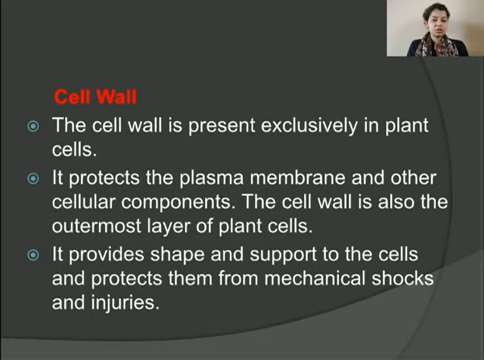 Cell Wall
The cell wall is present exclusively in plant
cells.
It protects the plasma membrane and other
cellular components. The cell wall is also the
outermost layer of plant cells.
It provides shape and support to the cells
and protects them from mechanical shocks
and injuries.